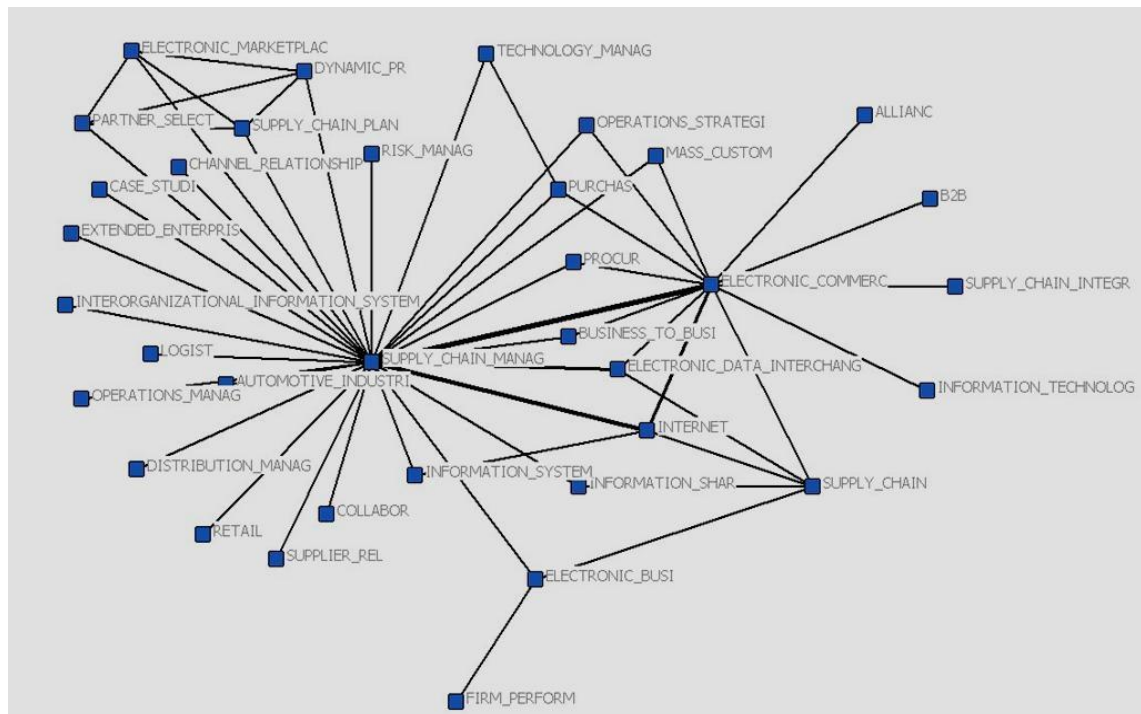 ELECTRONIC_MARKETPLAC
TECHNOLOGY_MANAG
DYNAMIC_PR
ALLIANC
PARTNER_SELECT
SUPPLY_CHAIN_PLAN
OPERATIONS_STRATEGI
RISK_MANAG
MASS_CUSTOM
CHANNEL_RELATIONSHIP
CASE_STUDI
PURCHAS
B2B
EXTENDED_ENTERPRIS
PROCUR
ELECTRONIC_COMMERC
SUPPLY_CHAIN_INTEGR
INTERORGANIZATIONAL_INFORMATION_SYSTEM
BUSINESS_TO_BUSI
LOGIST
SUPPLY_CHAIN_MANAG
ELECTRONIC_DATA_INTERCHANG
AUTOMOTIVE_INDUSTRI
OPERATIONS_MANAG
INFORMATION_TECHNOLOG
INTERNET
DISTRIBUTION_MANAG
INFORMATION_SYSTEM
INFORMATION_SHAR
SUPPLY_CHAIN
COLLABOR
RETAIL
SUPPLIER_REL
ELECTRONIC_BUSI
FIRM_PERFORM